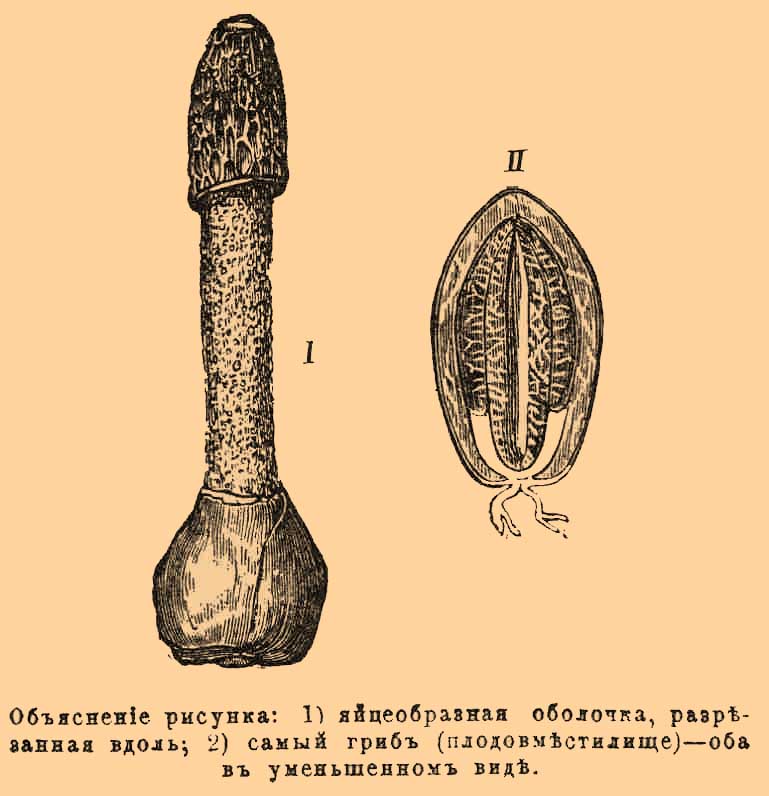 II
I
Объясненіе рисунка: 1) яйцеобразная оболочка, разрѣ-
занная вдоль; 2) самый грибъ (плодовмѣстилище)—оба
въ уменьшенномъ видѣ.